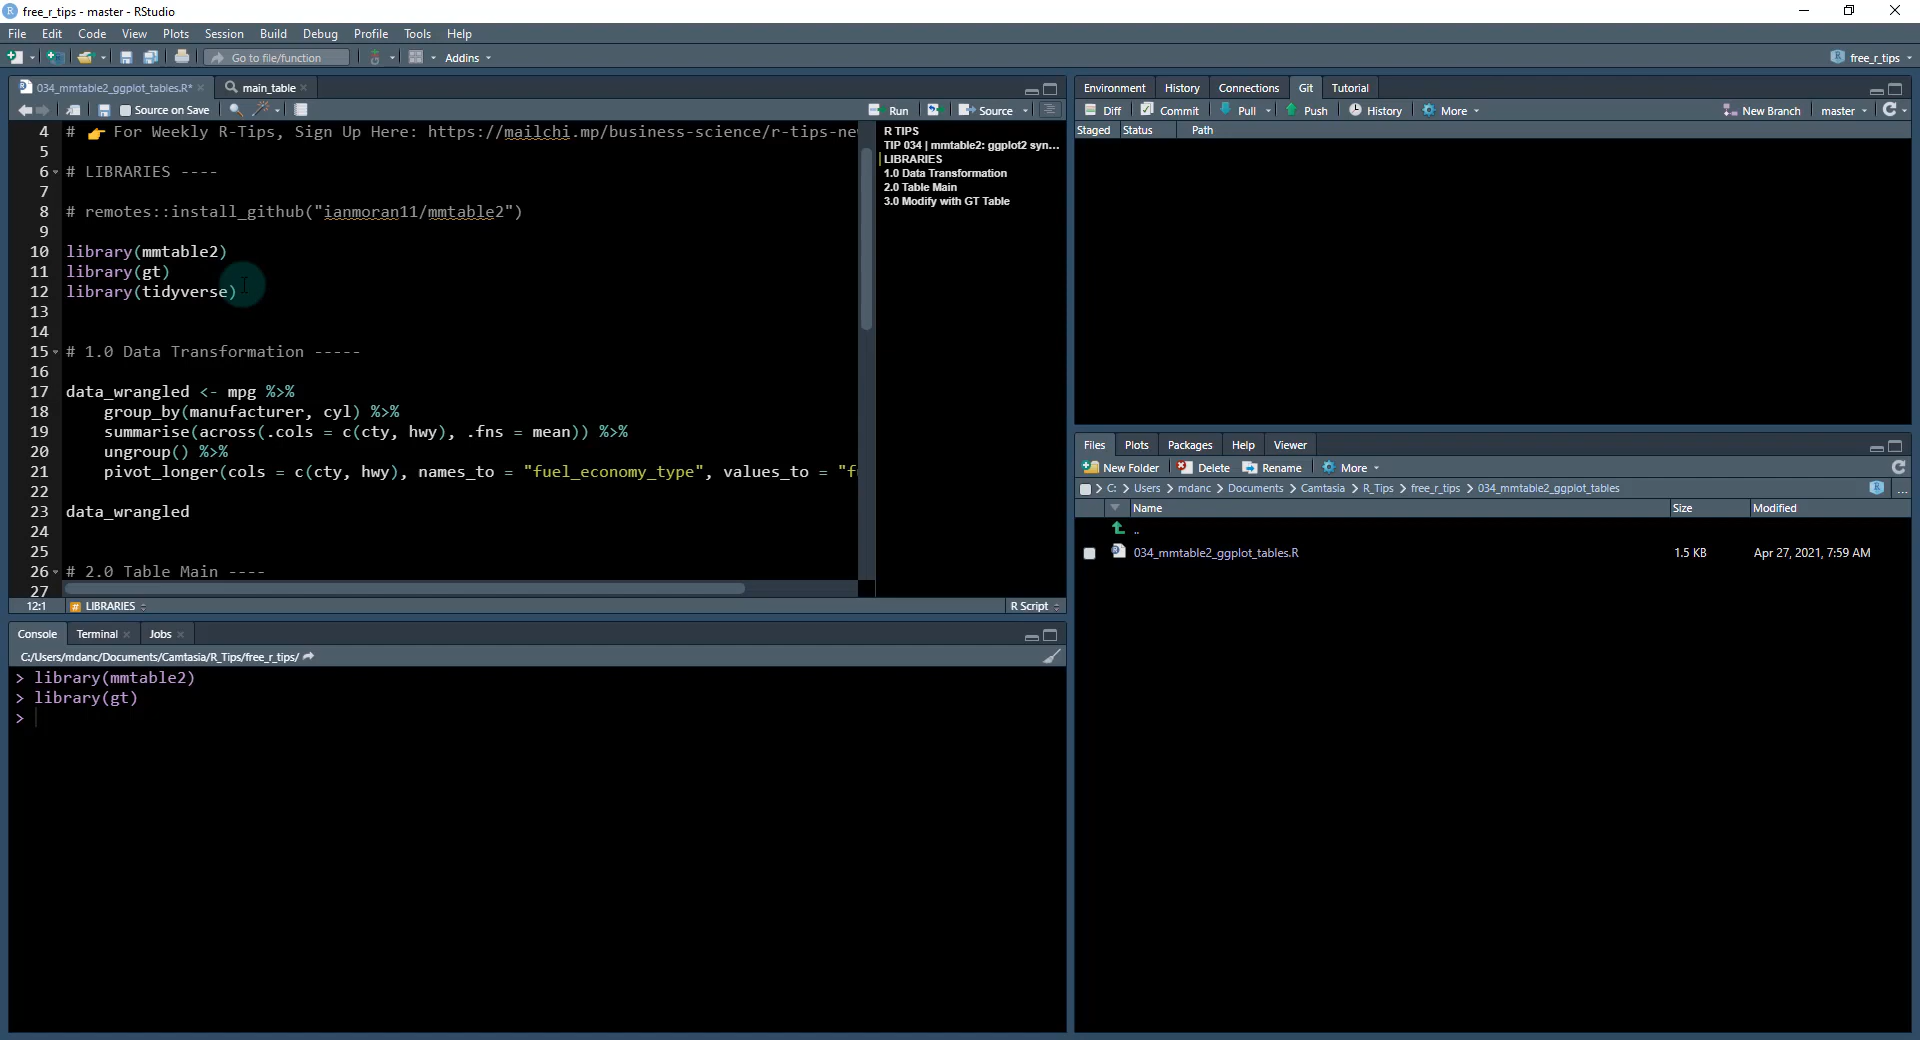 free_r_tips - master - RStudio
File Edit Code View Plots Session Build Debug Profile Tools Help
Go to file/function Addins free_r_tips
034_mmtable2_ggplot_tables.R* main_table
Source on Save Run Source
4 # 👉 For Weekly R-Tips, Sign Up Here: https://mailchi.mp/business-science/r-tips-ne
5
6 # LIBRARIES ----
7
8 # remotes::install_github("ianmoran11/mmtable2")
9
10 library(mmtable2)
11 library(gt)
12 library(tidyverse)
13
14
15 # 1.0 Data Transformation -----
16
17 data_wrangled <- mpg %>%
18 group_by(manufacturer, cyl) %>%
19 summarise(across(.cols = c(cty, hwy), .fns = mean)) %>%
20 ungroup() %>%
21 pivot_longer(cols = c(cty, hwy), names_to = "fuel_economy_type", values_to = "f
22
23 data_wrangled
24
25
26 # 2.0 Table Main ----
27
12:1 # LIBRARIES R Script
R TIPS
TIP 034 | mmtable2: ggplot2 syn...
LIBRARIES
1.0 Data Transformation
2.0 Table Main
3.0 Modify with GT Table
Console Terminal Jobs
C:/Users/mdanc/Documents/Camtasia/R_Tips/free_r_tips/
> library(mmtable2)
> library(gt)
>
Environment History Connections Git Tutorial
Diff Commit Pull Push History More New Branch master
Staged Status Path
Files Plots Packages Help Viewer
New Folder Delete Rename More
C: > Users > mdanc > Documents > Camtasia > R_Tips > free_r_tips > 034_mmtable2_ggplot_tables ...
Name Size Modified
..
034_mmtable2_ggplot_tables.R 1.5 KB Apr 27, 2021, 7:59 AM